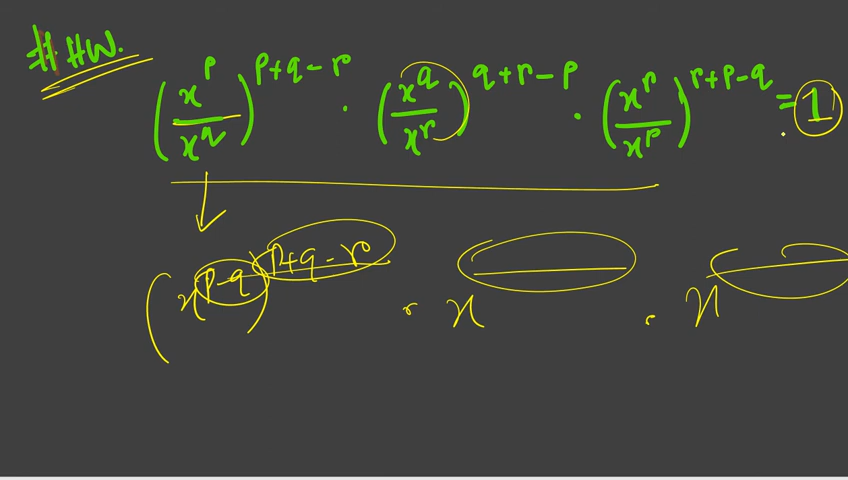 # HW.
(x^p/x^q)^(p+q-r) · (x^q/x^r)^(q+r-p) · (x^r/x^p)^(r+p-q) = 1
(x^(p-q))^(p+q-r) · x · x